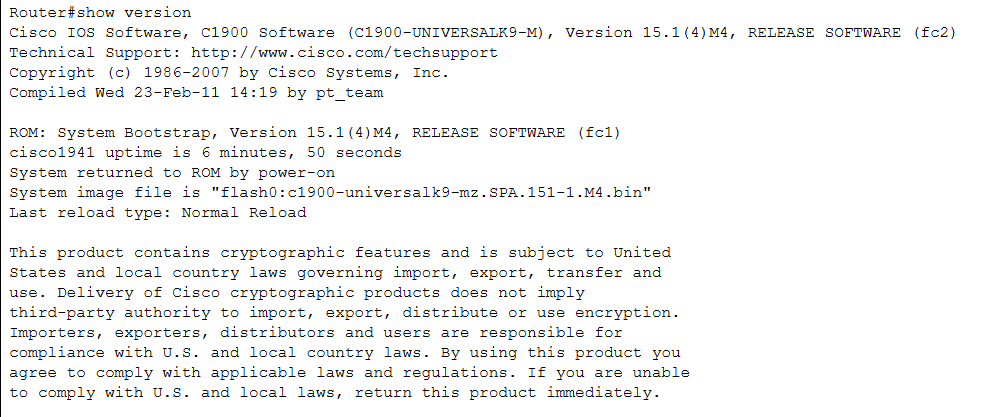 Router#show version
Cisco IOS Software, C1900 Software (C1900-UNIVERSALK9-M), Version 15.1(4)M4, RELEASE SOFTWARE (fc2)
Technical Support: http://www.cisco.com/techsupport
Copyright (c) 1986-2007 by Cisco Systems, Inc.
Compiled Wed 23-Feb-11 14:19 by pt_team
ROM: System Bootstrap, Version 15.1(4)M4, RELEASE SOFTWARE (fc1)
cisco1941 uptime is 6 minutes, 50 seconds
System returned to ROM by power-on
System image file is "flash0:c1900-universalk9-mz.SPA.151-1.M4.bin"
Last reload type: Normal Reload
This product contains cryptographic features and is subject to United
States and local country laws governing import, export, transfer and
use. Delivery of Cisco cryptographic products does not imply
third-party authority to import, export, distribute or use encryption.
Importers, exporters, distributors and users are responsible for
compliance with U.S. and local country laws. By using this product you
agree to comply with applicable laws and regulations. If you are unable
to comply with U.S. and local laws, return this product immediately.